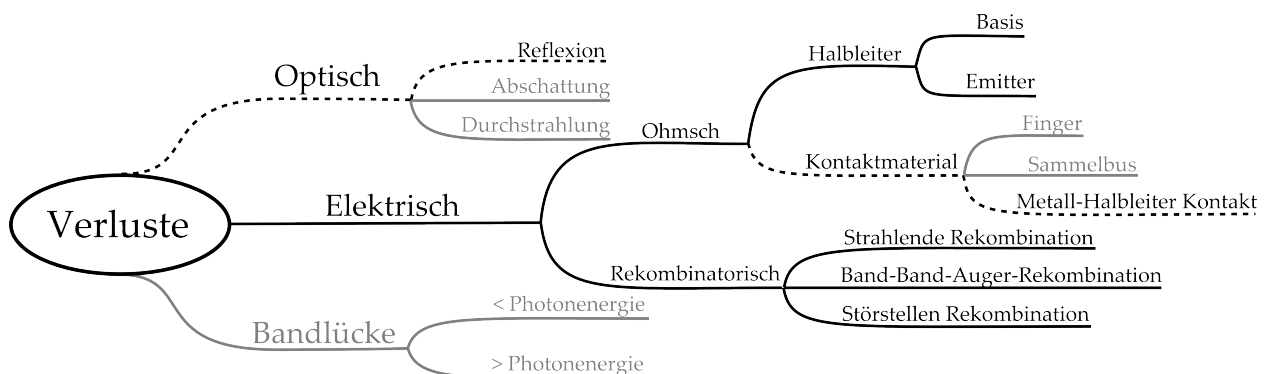 Verluste
Optisch
Reflexion
Abschattung
Durchstrahlung
Elektrisch
Ohmsch
Halbleiter
Basis
Emitter
Kontaktmaterial
Finger
Sammelbus
Metall-Halbleiter Kontakt
Rekombinatorisch
Strahlende Rekombination
Band-Band-Auger-Rekombination
Störstellen Rekombination
Bandlücke
< Photonenergie
> Photonenergie